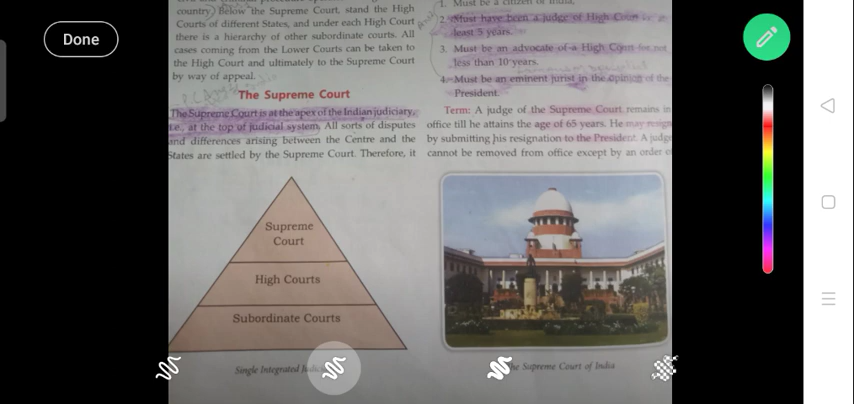 Done
country) Below the Supreme Court, stand the High
Courts of different States, and under each High Court
there is a hierarchy of other subordinate courts. All
cases coming from the Lower Courts can be taken to
the High Court and ultimately to the Supreme Court
by way of appeal.
The Supreme Court
The Supreme Court is at the apex of the Indian judiciary,
i.e., at the top of judicial system. All sorts of disputes
and differences arising between the Centre and the
States are settled by the Supreme Court. Therefore, it
Supreme
Court
High Courts
Subordinate Courts
Single Integrated
1. Must be a citizen of India.
2. Must have been a judge of High Court for at
least 5 years.
3. Must be an advocate of a High Court for not
less than 10 years.
4. Must be an eminent jurist in the opinion of the
President.
Term: A judge of the Supreme Court remains in
office till he attains the age of 65 years. He may resign
by submitting his resignation to the President. A judge
cannot be removed from office except by an order of
The Supreme Court of India